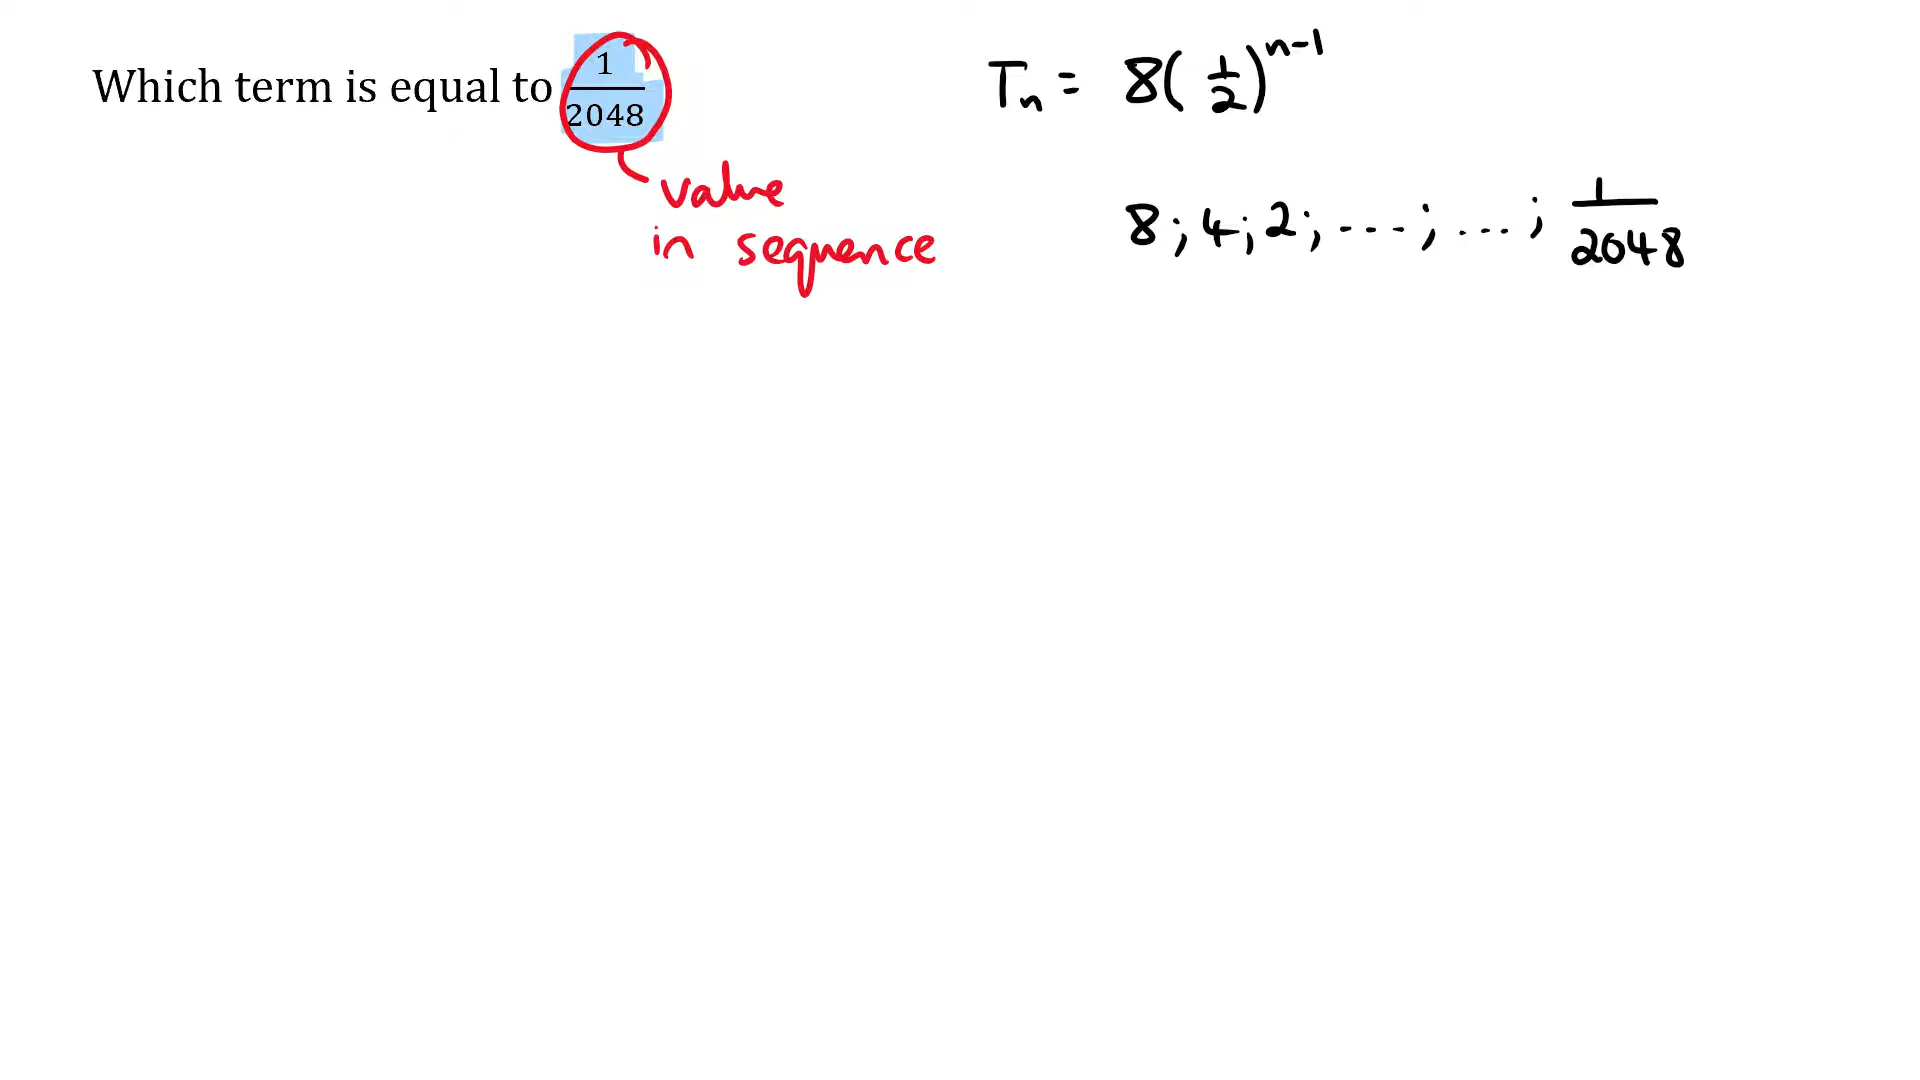 Which term is equal to 1/2048
value
in sequence
Tₙ = 8(1/2)ⁿ⁻¹
8 ; 4 ; 2 ; ---- ; ... ; 1/2048